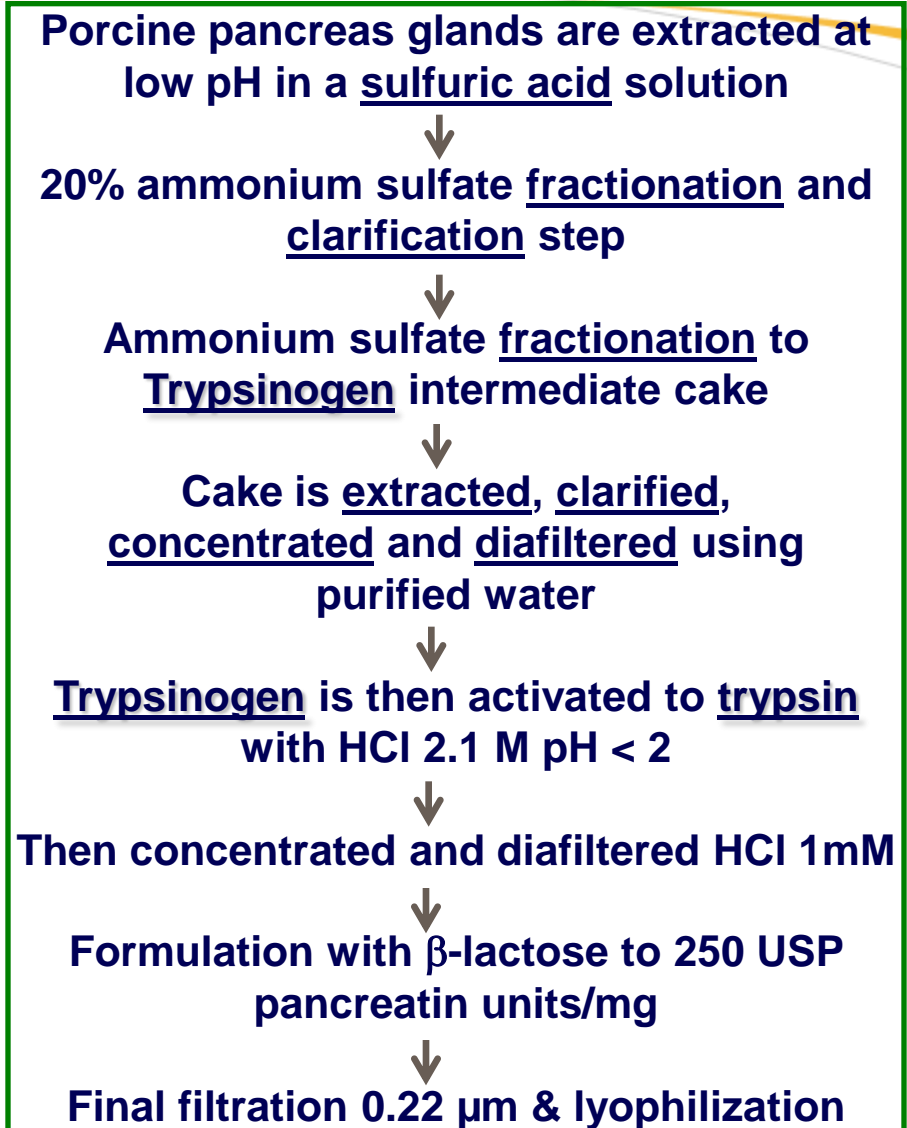 Porcine pancreas glands are extracted at
low pH in a sulfuric acid solution
20% ammonium sulfate fractionation and
clarification step
Ammonium sulfate fractionation to
Trypsinogen intermediate cake
Cake is extracted, clarified,
concentrated and diafiltered using
purified water
Trypsinogen is then activated to trypsin
with HCl 2.1 M pH < 2
Then concentrated and diafiltered HCl 1mM
Formulation with β-lactose to 250 USP
pancreatin units/mg
Final filtration 0.22 µm & lyophilization